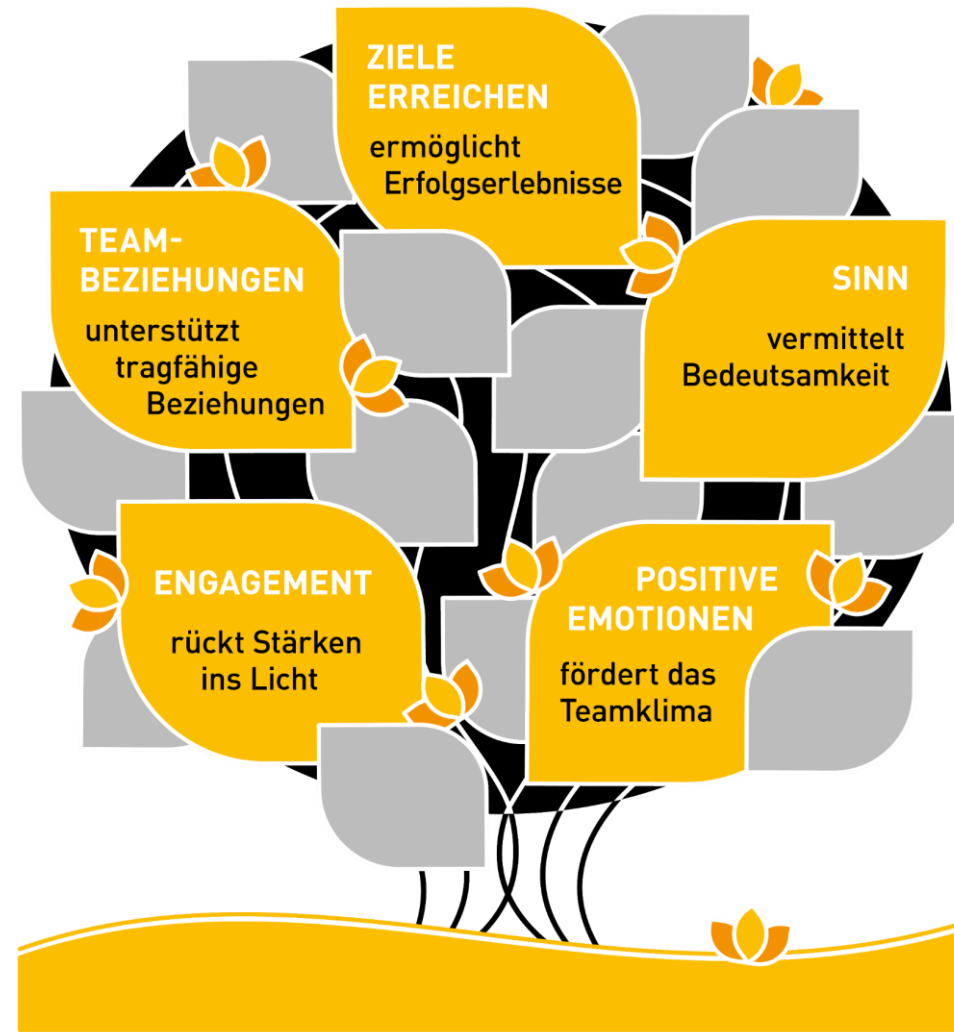 ZIELE
ERREICHEN
ermöglicht
Erfolgserlebnisse
TEAM-
BEZIEHUNGEN
unterstützt
tragfähige
Beziehungen
SINN
vermittelt
Bedeutsamkeit
ENGAGEMENT
rückt Stärken
ins Licht
POSITIVE
EMOTIONEN
fördert das
Teamklima